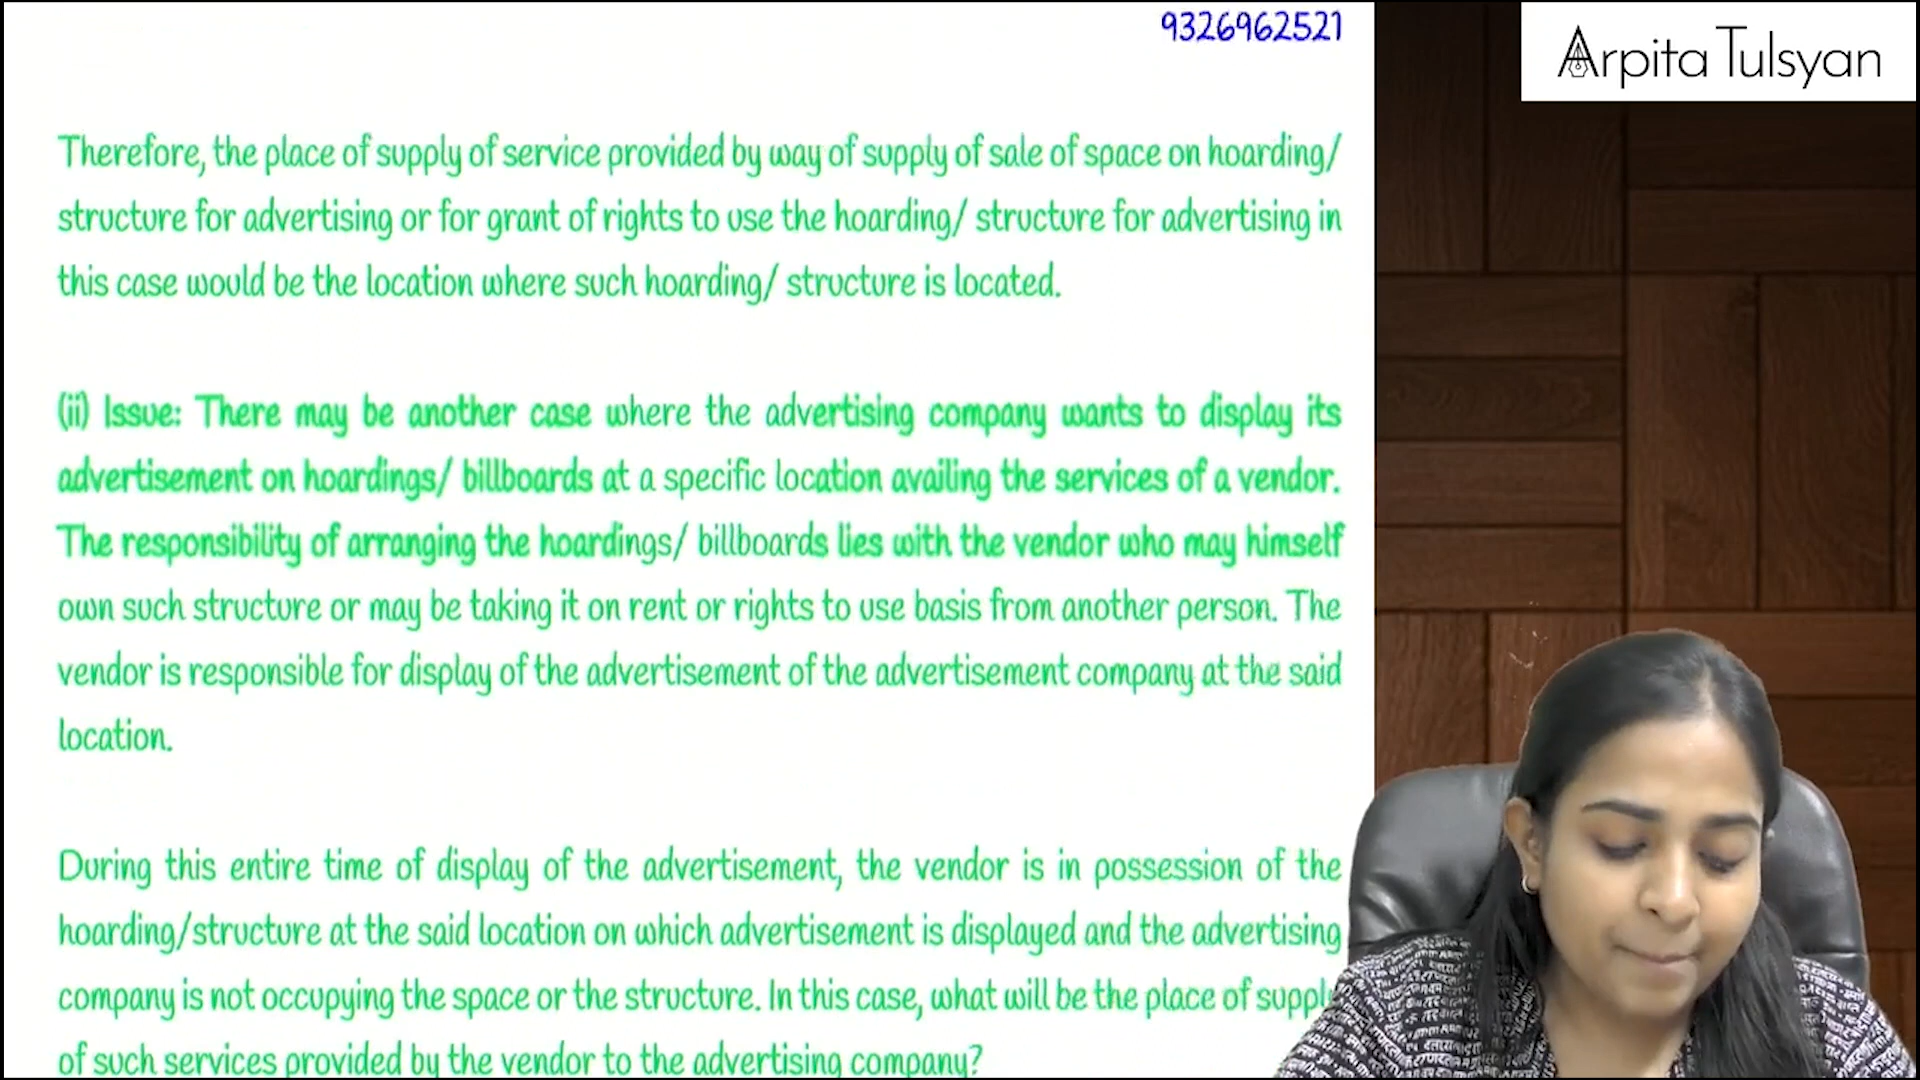 9326962521
Arpita Tulsyan
Therefore, the place of supply of service provided by way of supply of sale of space on hoarding/
structure for advertising or for grant of rights to use the hoarding/ structure for advertising in
this case would be the location where such hoarding/ structure is located.
(ii) Issue: There may be another case where the advertising company wants to display its
advertisement on hoardings/ billboards at a specific location availing the services of a vendor.
The responsibility of arranging the hoardings/ billboards lies with the vendor who may himself
own such structure or may be taking it on rent or rights to use basis from another person. The
vendor is responsible for display of the advertisement of the advertisement company at the said
location.
During this entire time of display of the advertisement, the vendor is in possession of the
hoarding/structure at the said location on which advertisement is displayed and the advertising
company is not occupying the space or the structure. In this case, what will be the place of supply
of such services provided by the vendor to the advertising company?